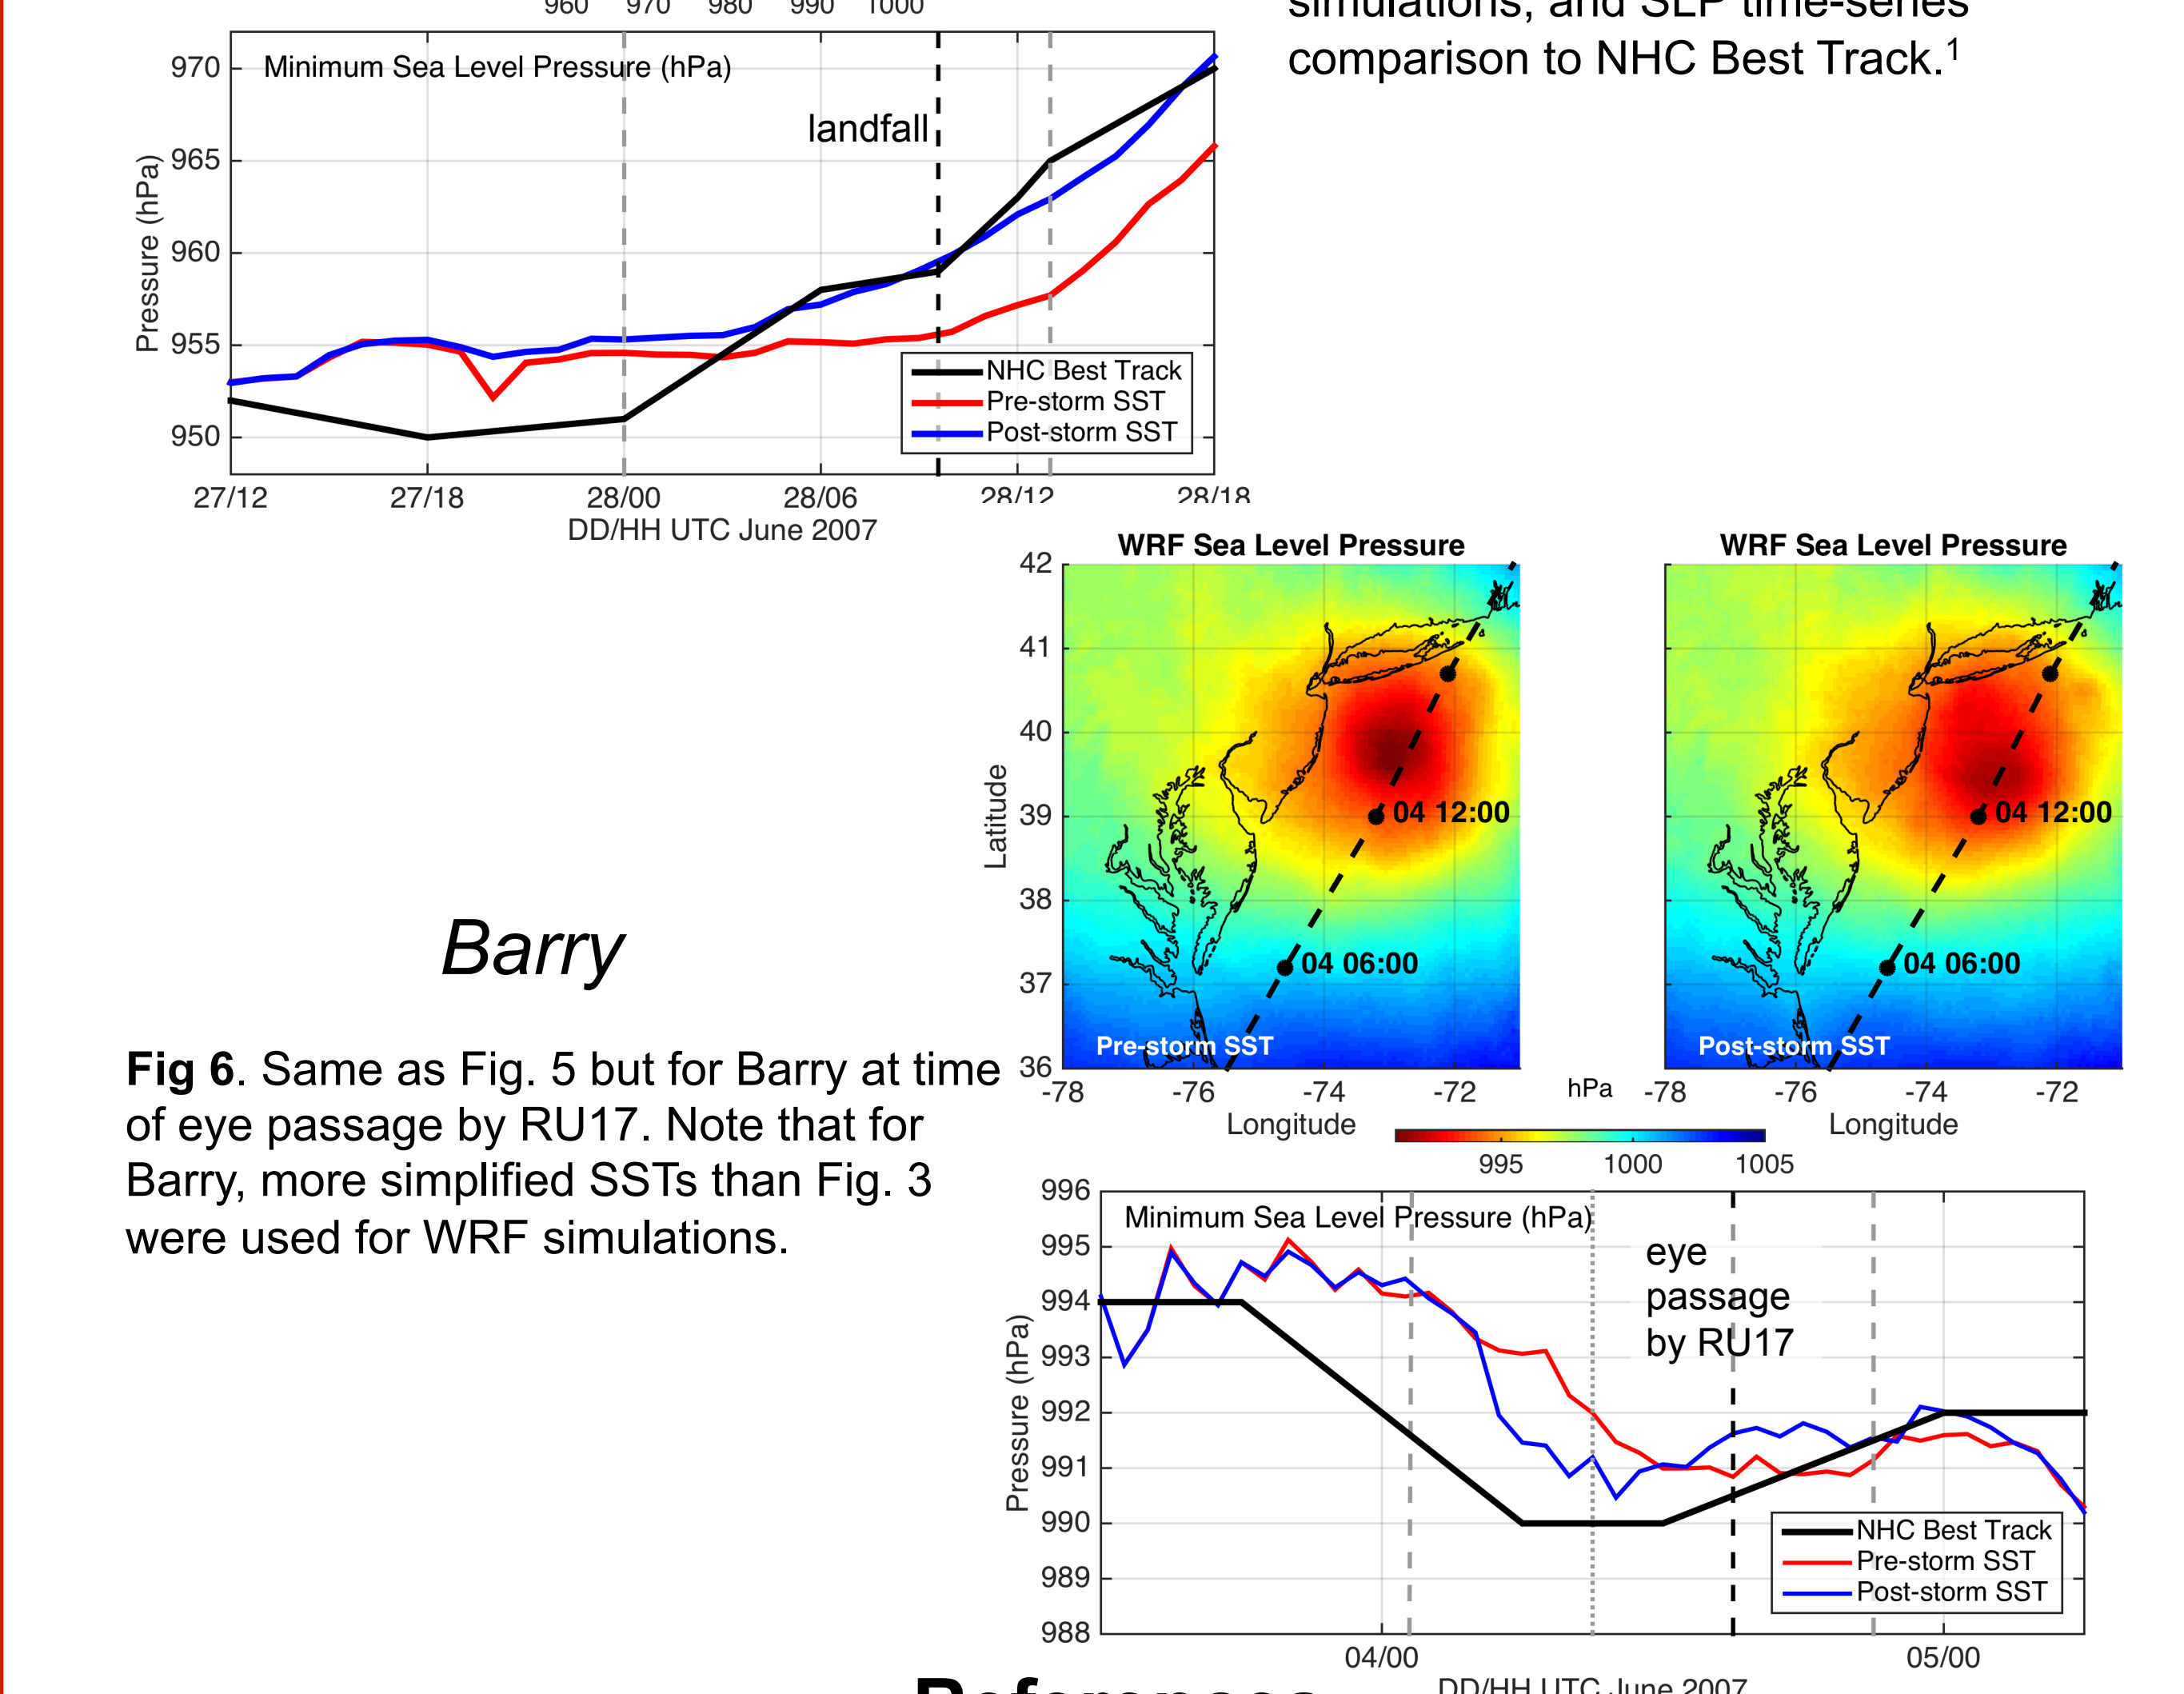 960 970 980 990 1000
simulations, and SLP time-series
comparison to NHC Best Track.1
Minimum Sea Level Pressure (hPa)
landfall
Pressure (hPa)
970
965
960
955
950
NHC Best Track
Pre-storm SST
Post-storm SST
27/12 27/18 28/00 28/06 28/12 28/18
DD/HH UTC June 2007
WRF Sea Level Pressure
Latitude
42
41
40
39
38
37
36
04 12:00
04 06:00
Pre-storm SST
-78 -76 -74 -72
Longitude
WRF Sea Level Pressure
04 12:00
04 06:00
Post-storm SST
-78 -76 -74 -72
Longitude
hPa
995 1000 1005
Barry
Fig 6. Same as Fig. 5 but for Barry at time
of eye passage by RU17. Note that for
Barry, more simplified SSTs than Fig. 3
were used for WRF simulations.
Minimum Sea Level Pressure (hPa)
eye
passage
by RU17
Pressure (hPa)
996
995
994
993
992
991
990
989
988
NHC Best Track
Pre-storm SST
Post-storm SST
04/00 05/00
DD/HH UTC June 2007
References